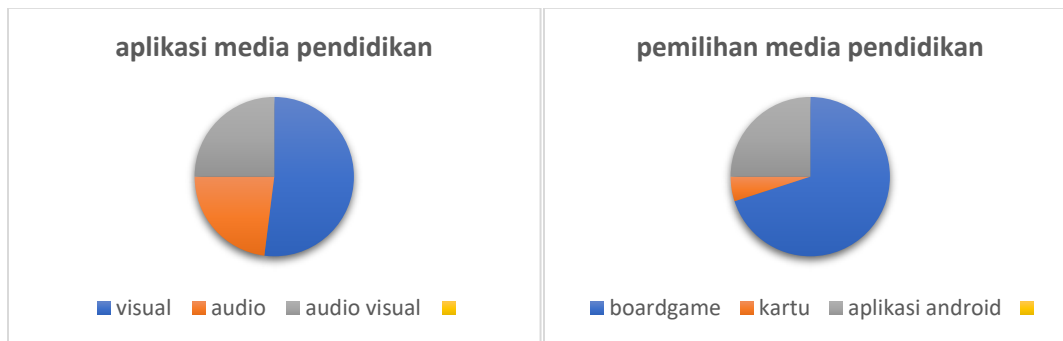 aplikasi media pendidikan
visual audio audio visual
pemilihan media pendidikan
boardgame kartu aplikasi android